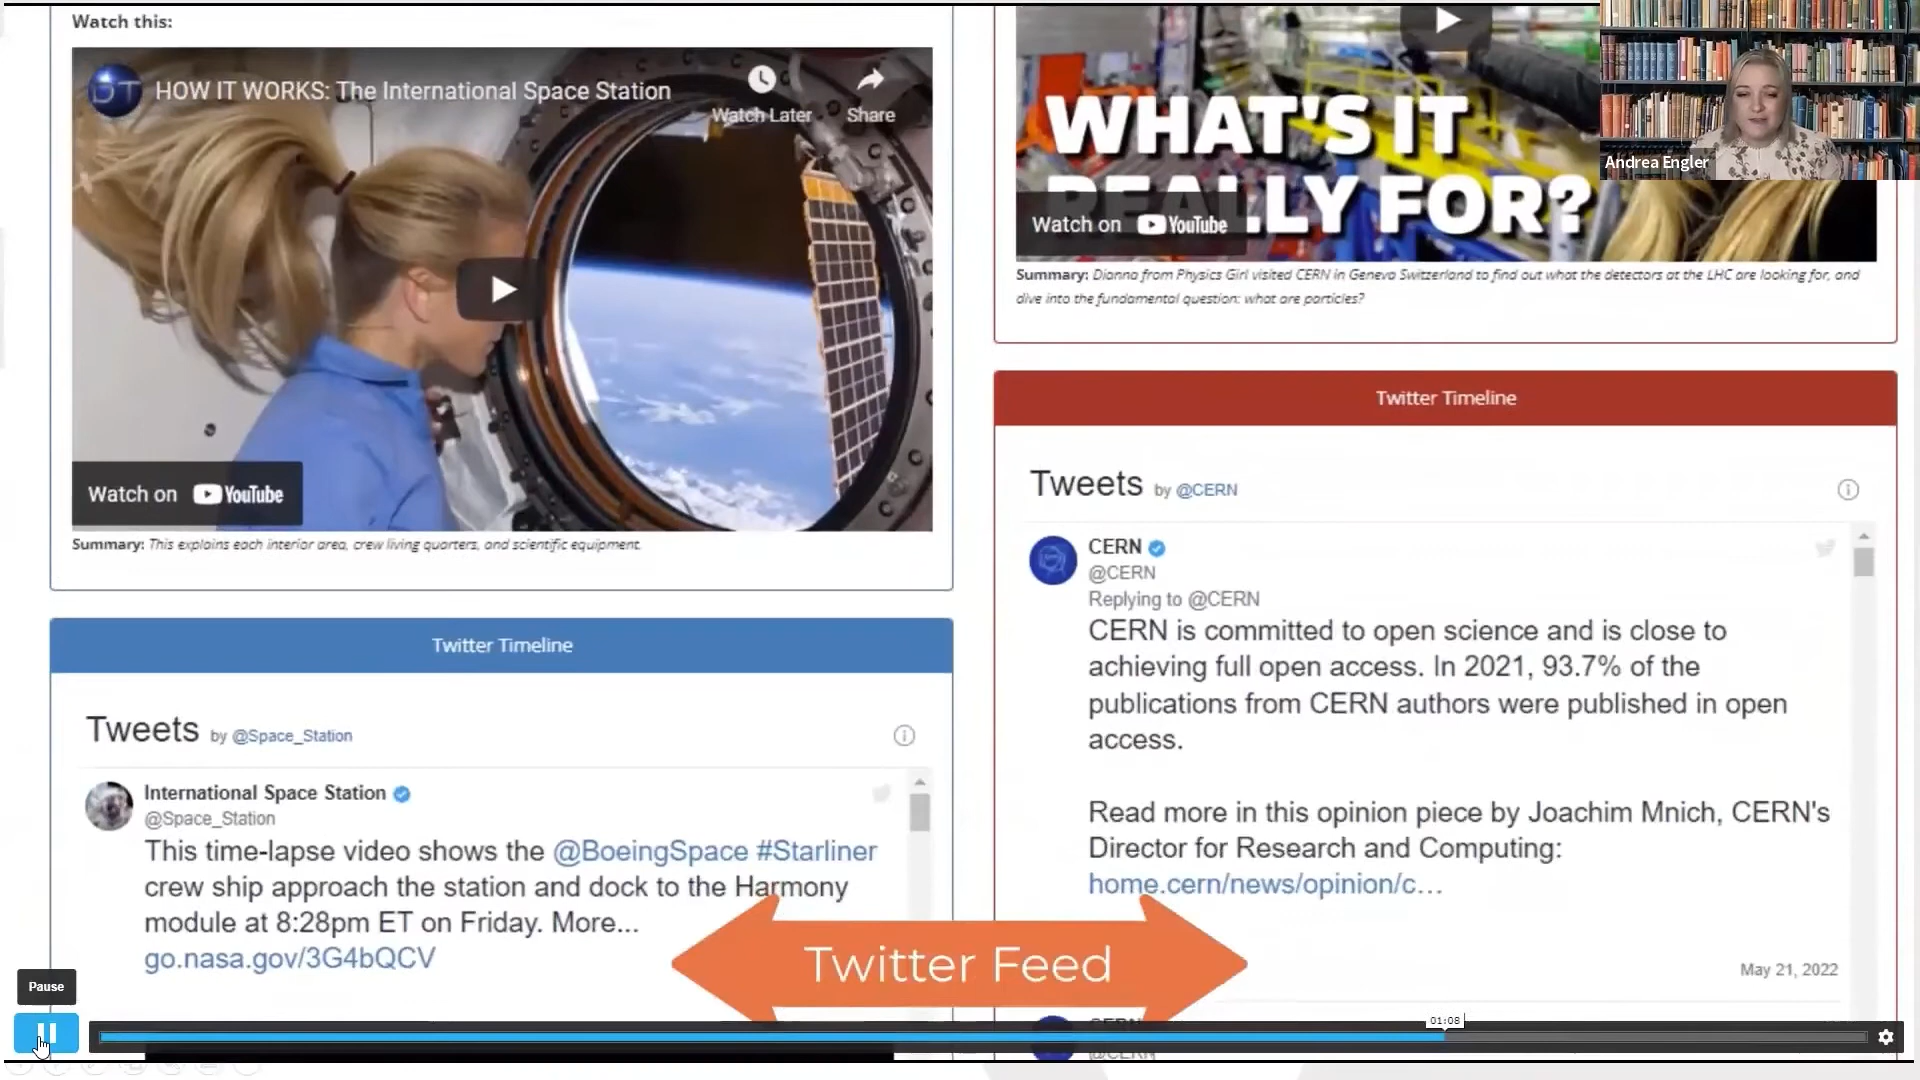 Watch this:
DT
HOW IT WORKS: The International Space Station
Watch Later
Share
Watch on YouTube
Summary: This explains each interior area, crew living quarters, and scientific equipment.
Twitter Timeline
Tweets by @Space_Station
International Space Station
@Space_Station
This time-lapse video shows the @BoeingSpace #Starliner
crew ship approach the station and dock to the Harmony
module at 8:28pm ET on Friday. More...
go.nasa.gov/3G4bQCV
WHAT'S IT
REALLY FOR?
Watch on YouTube
Summary: Dianna from Physics Girl visited CERN in Geneva Switzerland to find out what the detectors at the LHC are looking for, and
dive into the fundamental question: what are particles?
Twitter Timeline
Tweets by @CERN
CERN
@CERN
Replying to @CERN
CERN is committed to open science and is close to
achieving full open access. In 2021, 93.7% of the
publications from CERN authors were published in open
access.
Read more in this opinion piece by Joachim Mnich, CERN's
Director for Research and Computing:
home.cern/news/opinion/c...
May 21, 2022
CERN
@CERN
Andrea Engler
Twitter Feed
Pause
01:08